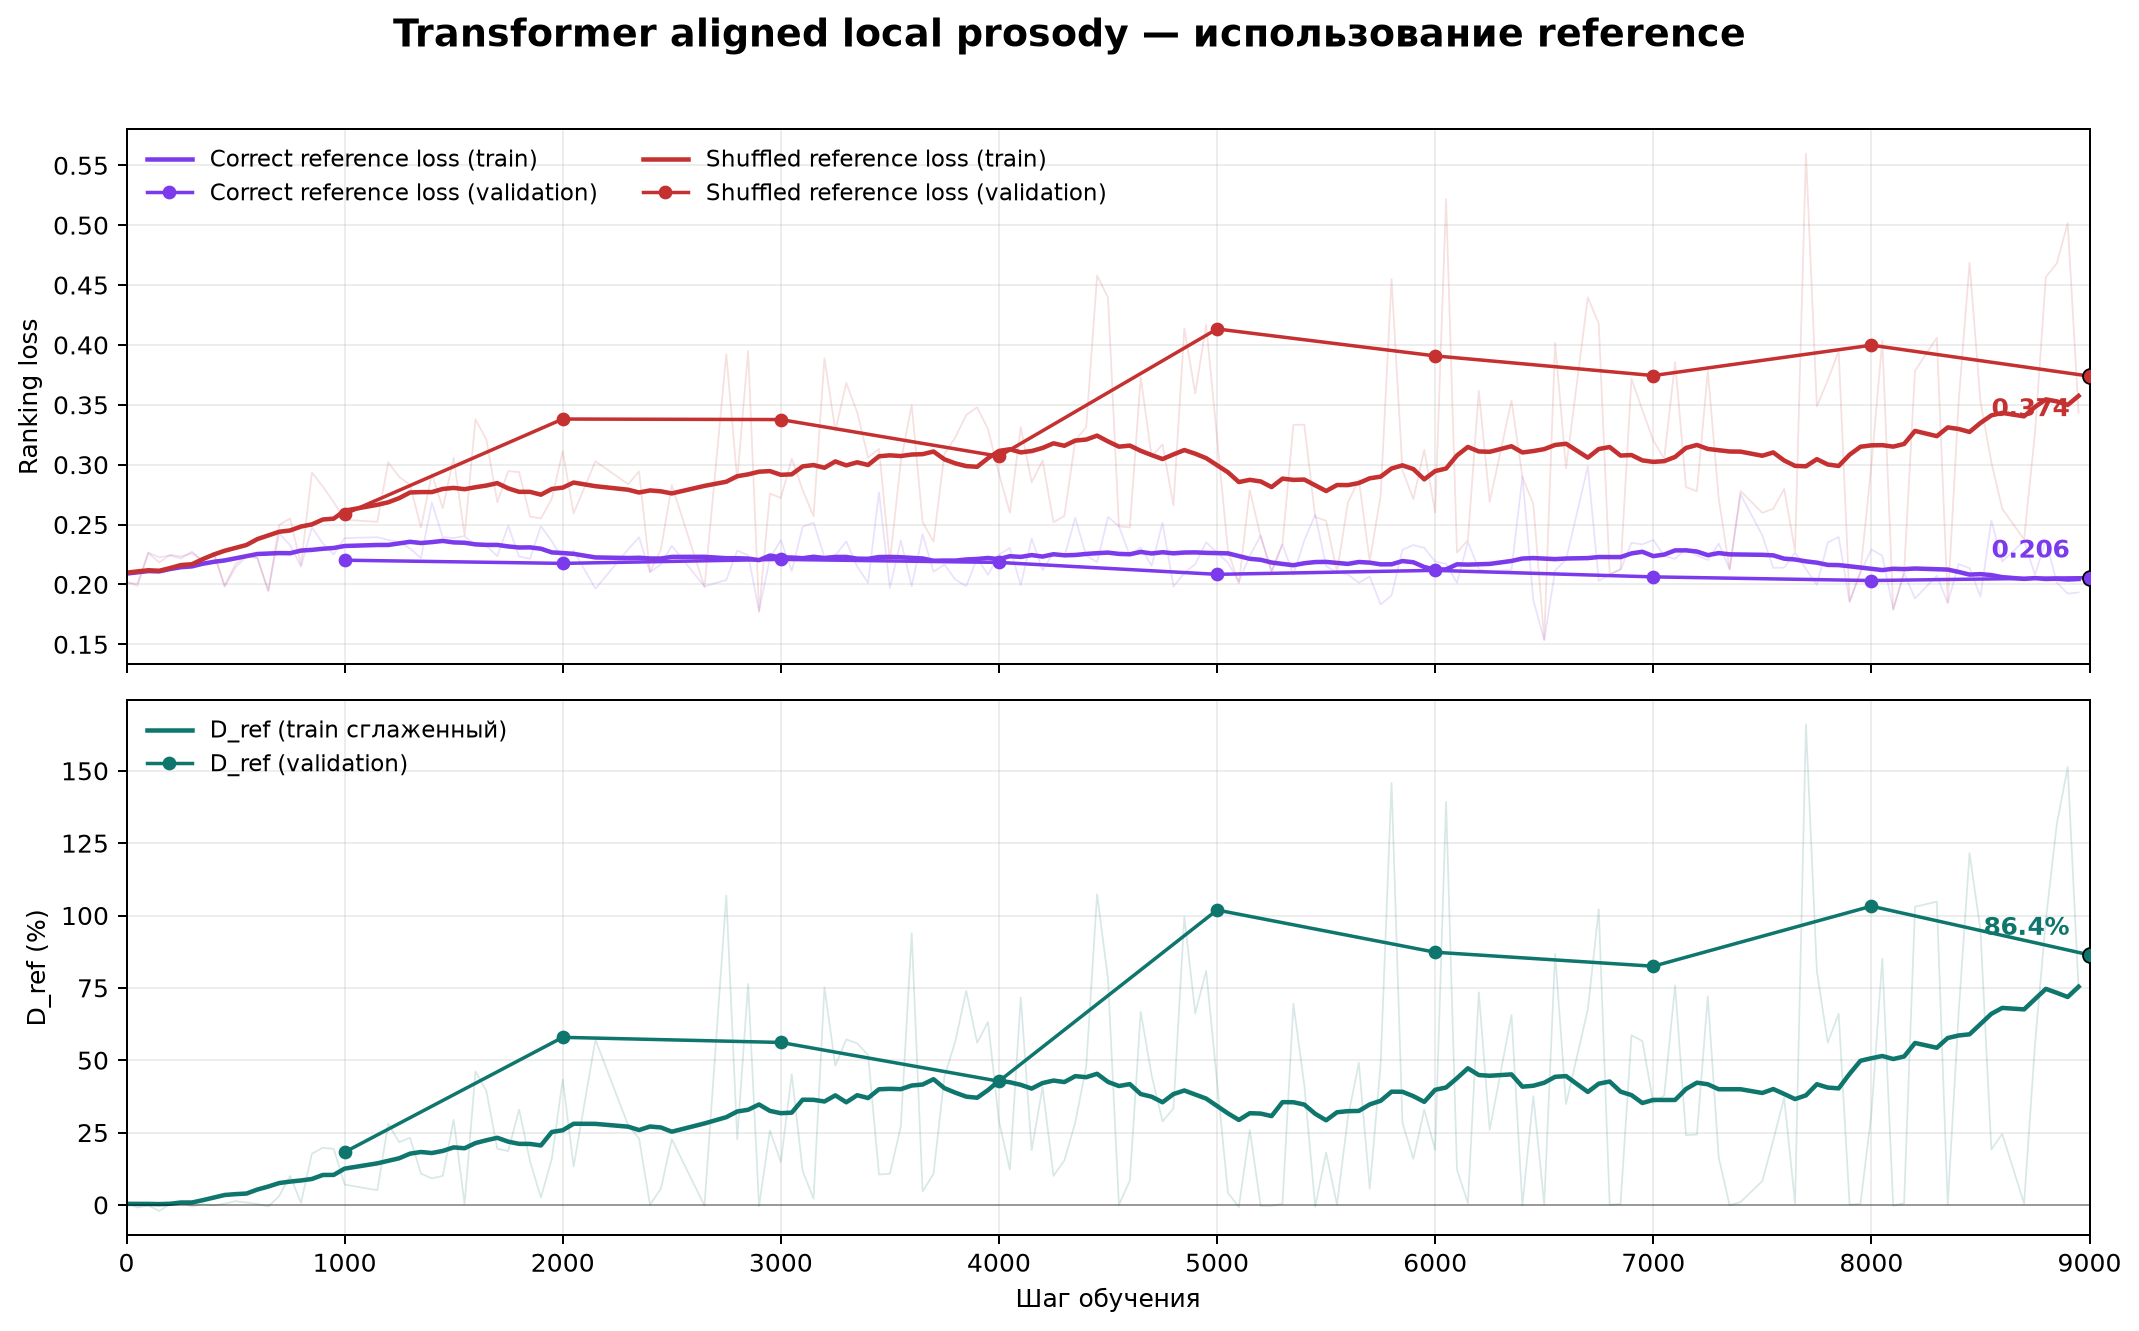 Transformer aligned local prosody — использование reference
Correct reference loss (train)
Correct reference loss (validation)
Shuffled reference loss (train)
Shuffled reference loss (validation)
Ranking loss
0.55
0.50
0.45
0.40
0.35
0.30
0.25
0.20
0.15
0.374
0.206
D_ref (train сглаженный)
D_ref (validation)
D_ref (%)
150
125
100
75
50
25
0
86.4%
0 1000 2000 3000 4000 5000 6000 7000 8000 9000
Шаг обучения